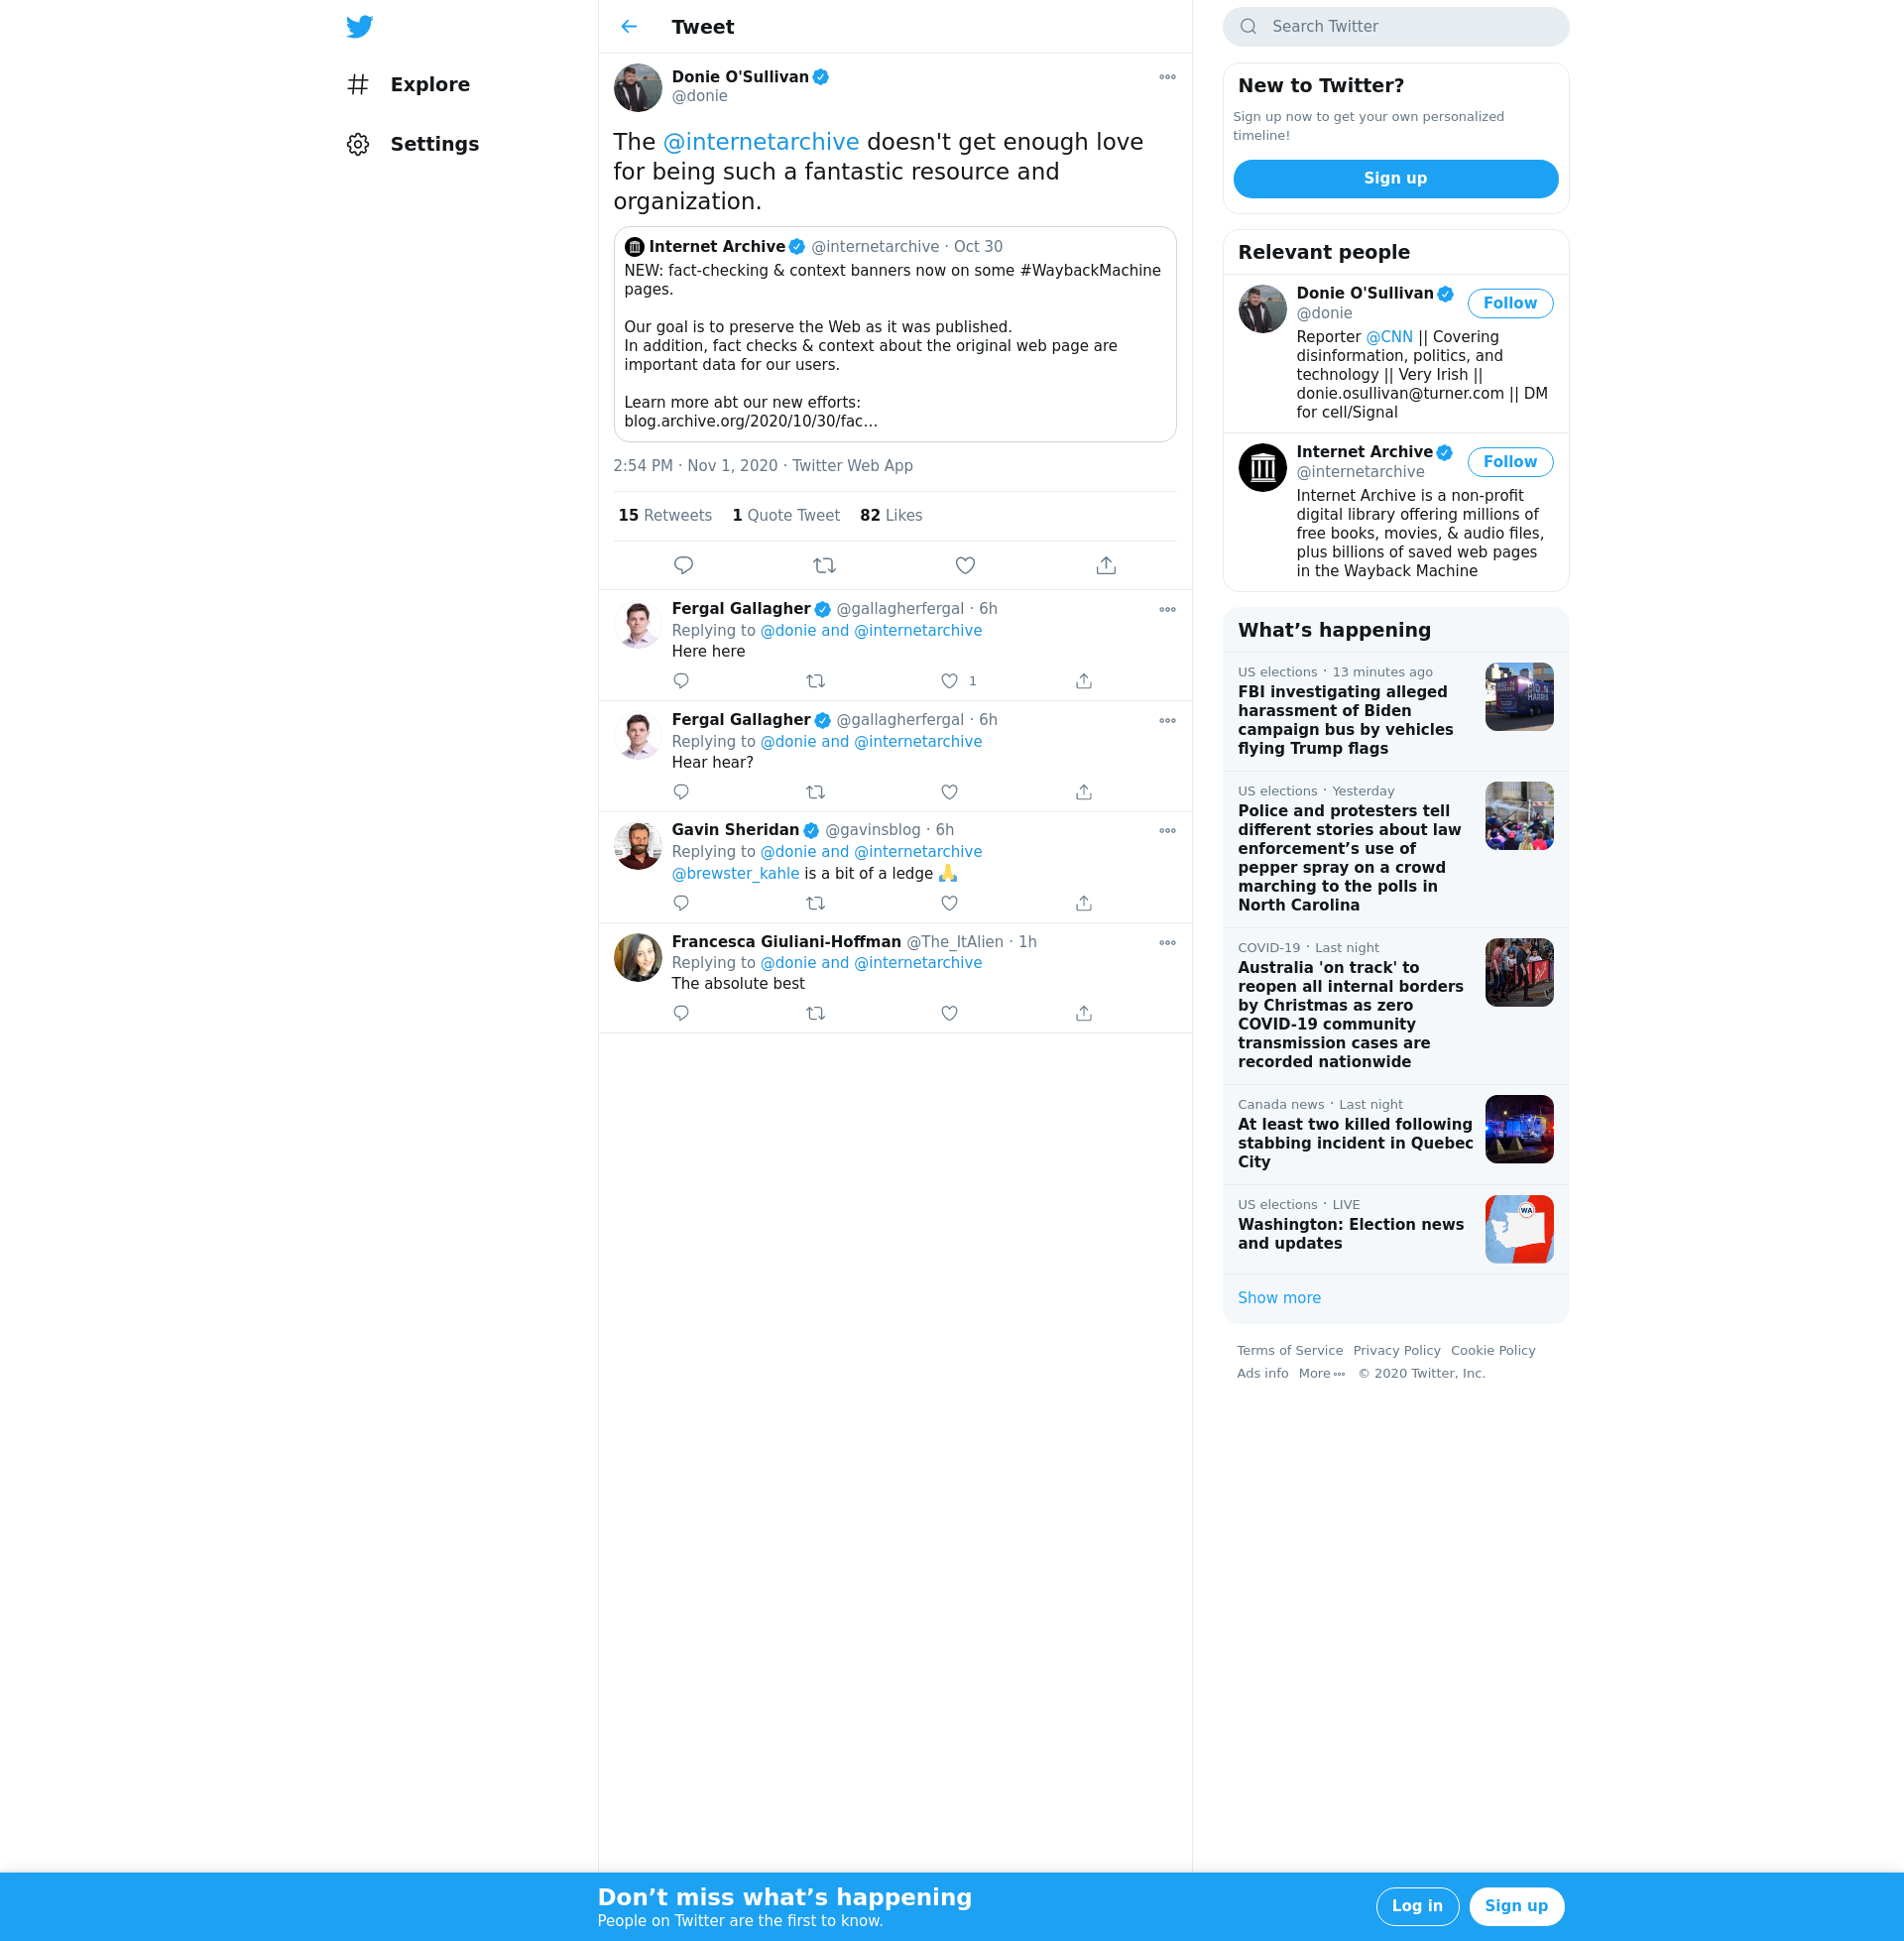 Explore
Settings
Tweet
Donie O'Sullivan
@donie
The @internetarchive doesn't get enough love
for being such a fantastic resource and
organization.
Internet Archive @internetarchive · Oct 30
NEW: fact-checking & context banners now on some #WaybackMachine
pages.
Our goal is to preserve the Web as it was published.
In addition, fact checks & context about the original web page are
important data for our users.
Learn more abt our new efforts:
blog.archive.org/2020/10/30/fac…
2:54 PM · Nov 1, 2020 · Twitter Web App
15 Retweets 1 Quote Tweet 82 Likes
Fergal Gallagher @gallagherfergal · 6h
Replying to @donie and @internetarchive
Here here
1
Fergal Gallagher @gallagherfergal · 6h
Replying to @donie and @internetarchive
Hear hear?
Gavin Sheridan @gavinsblog · 6h
Replying to @donie and @internetarchive
@brewster_kahle is a bit of a ledge 🙏
Francesca Giuliani-Hoffman @The_ItAlien · 1h
Replying to @donie and @internetarchive
The absolute best
Search Twitter
New to Twitter?
Sign up now to get your own personalized
timeline!
Sign up
Relevant people
Donie O'Sullivan
@donie
Follow
Reporter @CNN || Covering
disinformation, politics, and
technology || Very Irish ||
donie.osullivan@turner.com || DM
for cell/Signal
Internet Archive
@internetarchive
Follow
Internet Archive is a non-profit
digital library offering millions of
free books, movies, & audio files,
plus billions of saved web pages
in the Wayback Machine
What’s happening
US elections · 13 minutes ago
FBI investigating alleged
harassment of Biden
campaign bus by vehicles
flying Trump flags
US elections · Yesterday
Police and protesters tell
different stories about law
enforcement’s use of
pepper spray on a crowd
marching to the polls in
North Carolina
COVID-19 · Last night
Australia 'on track' to
reopen all internal borders
by Christmas as zero
COVID-19 community
transmission cases are
recorded nationwide
Canada news · Last night
At least two killed following
stabbing incident in Quebec
City
US elections · LIVE
Washington: Election news
and updates
WA
Show more
Terms of Service Privacy Policy Cookie Policy
Ads info More © 2020 Twitter, Inc.
Don’t miss what’s happening
People on Twitter are the first to know.
Log in
Sign up